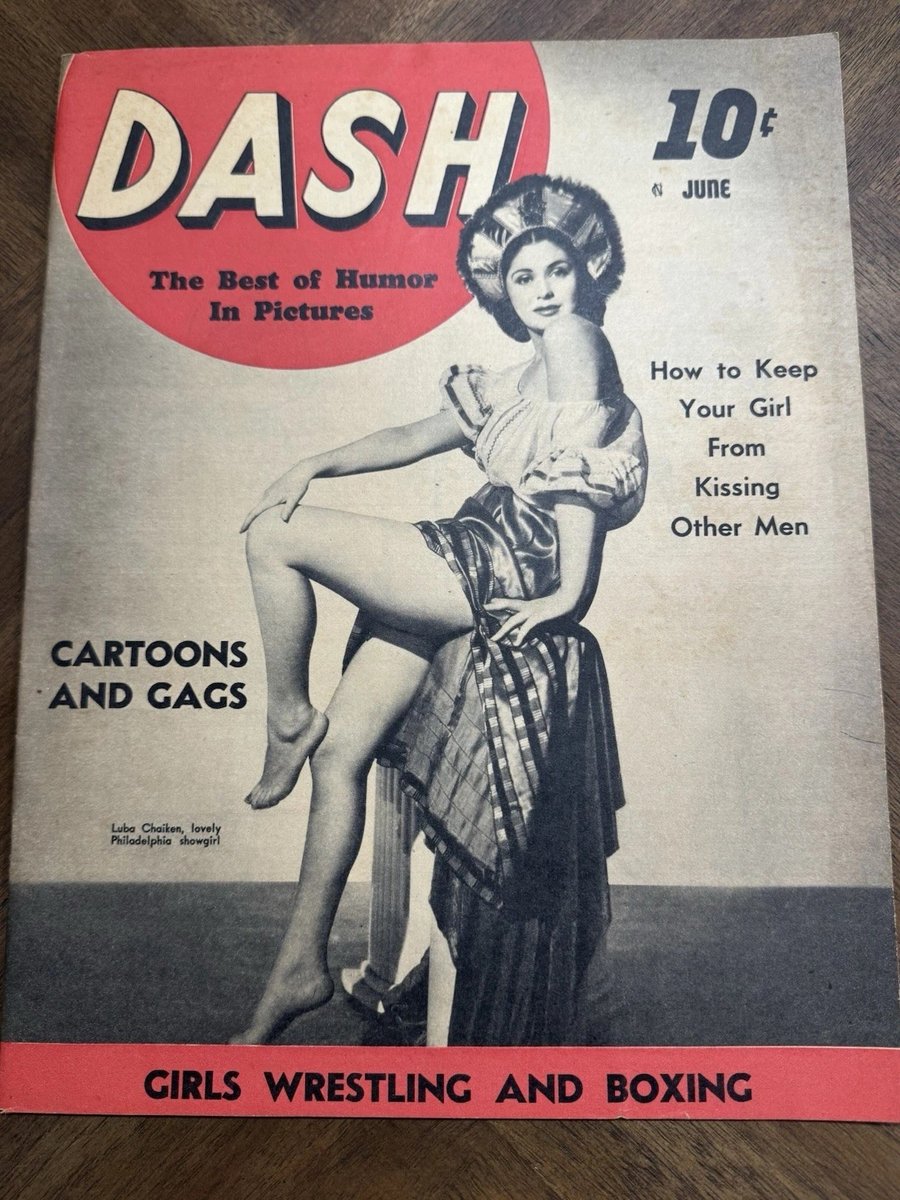 DASH
The Best of Humor
In Pictures
10¢
JUNE
How to Keep
Your Girl
From
Kissing
Other Men
CARTOONS
AND GAGS
Luba Chaiken, lovely
Philadelphia showgirl
GIRLS WRESTLING AND BOXING